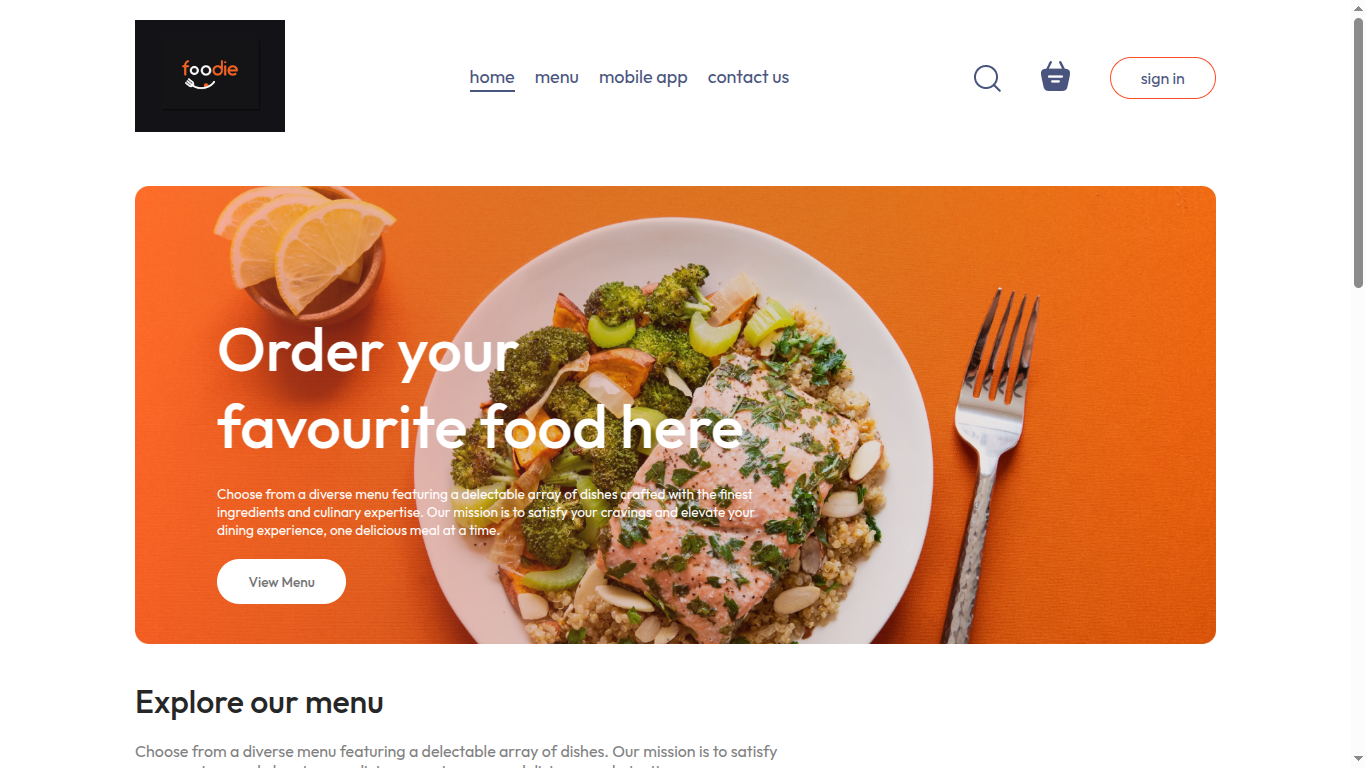 foodie
home menu mobile app contact us sign in
Order your
favourite food here
Choose from a diverse menu featuring a delectable array of dishes crafted with the finest
ingredients and culinary expertise. Our mission is to satisfy your cravings and elevate your
dining experience, one delicious meal at a time.
View Menu
Explore our menu
Choose from a diverse menu featuring a delectable array of dishes. Our mission is to satisfy